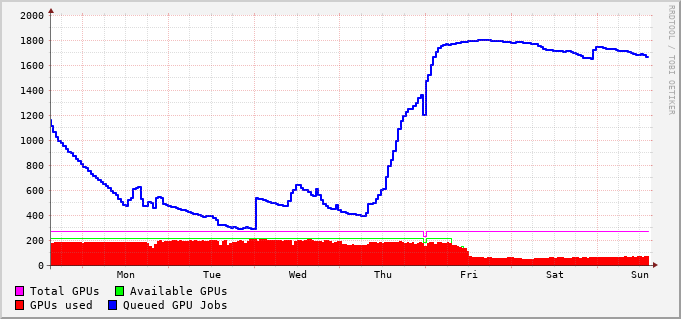 2000
1800
1600
1400
1200
1000
800
600
400
200
0
Mon Tue Wed Thu Fri Sat Sun
Total GPUs Available GPUs
GPUs used Queued GPU Jobs
RRDTOOL / TOBI OETIKER